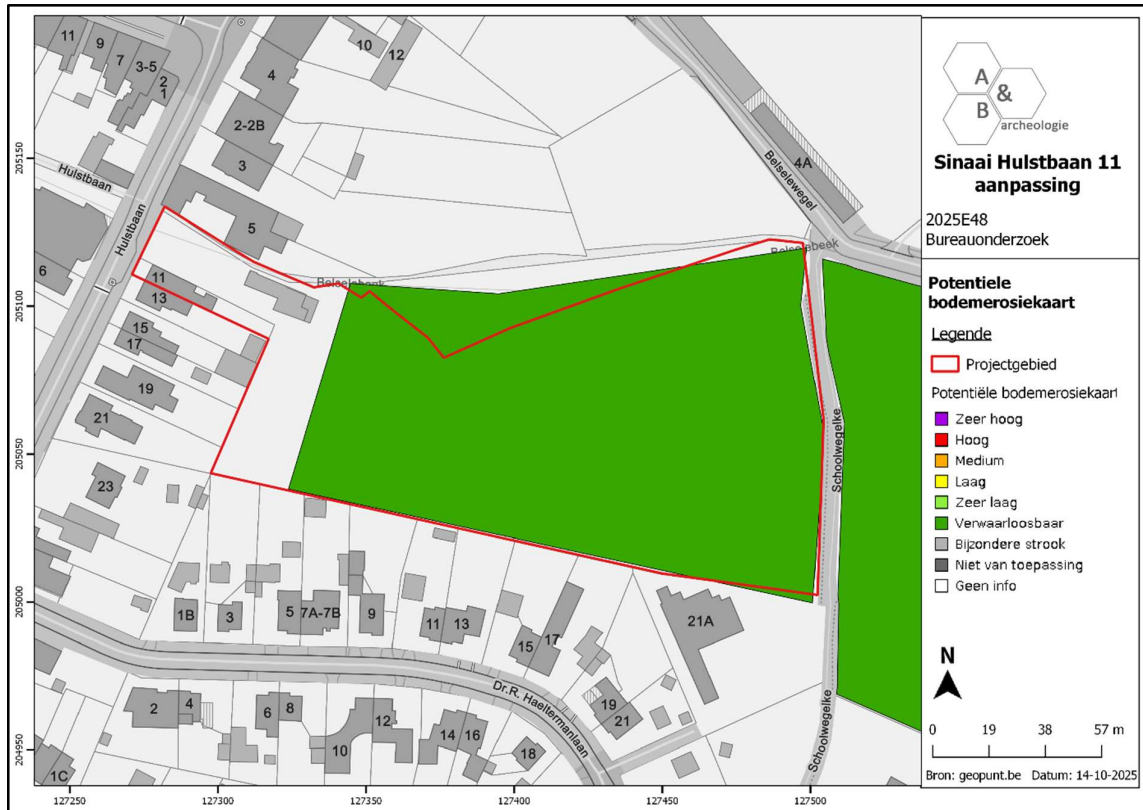 A
&
B
archeologie
Sinaai Hulstbaan 11
aanpassing
2025E48
Bureauonderzoek
Potentiele
bodemerosiekaart
Legende
Projectgebied
Potentiële bodemerosiekaart
Zeer hoog
Hoog
Medium
Laag
Zeer laag
Verwaarloosbaar
Bijzondere strook
Niet van toepassing
Geen info
N
0 19 38 57 m
Bron: geopunt.be Datum: 14-10-2025
11
9
7
3-5
2
1
4
10
12
2-2B
3
5
4A
Belselewegel
Hulstbaan
Hulstbaan
6
Belselebeek
11
13
15
17
19
21
23
Schoolwegelke
1B
3
5
7A-7B
9
11
13
15
17
21A
19
21
Dr.R. Haeltermanlaan
Schoolwegelke
2
4
6
8
10
12
14
16
18
1C
205150
205100
205050
205000
204950
127250 127300 127350 127400 127450 127500